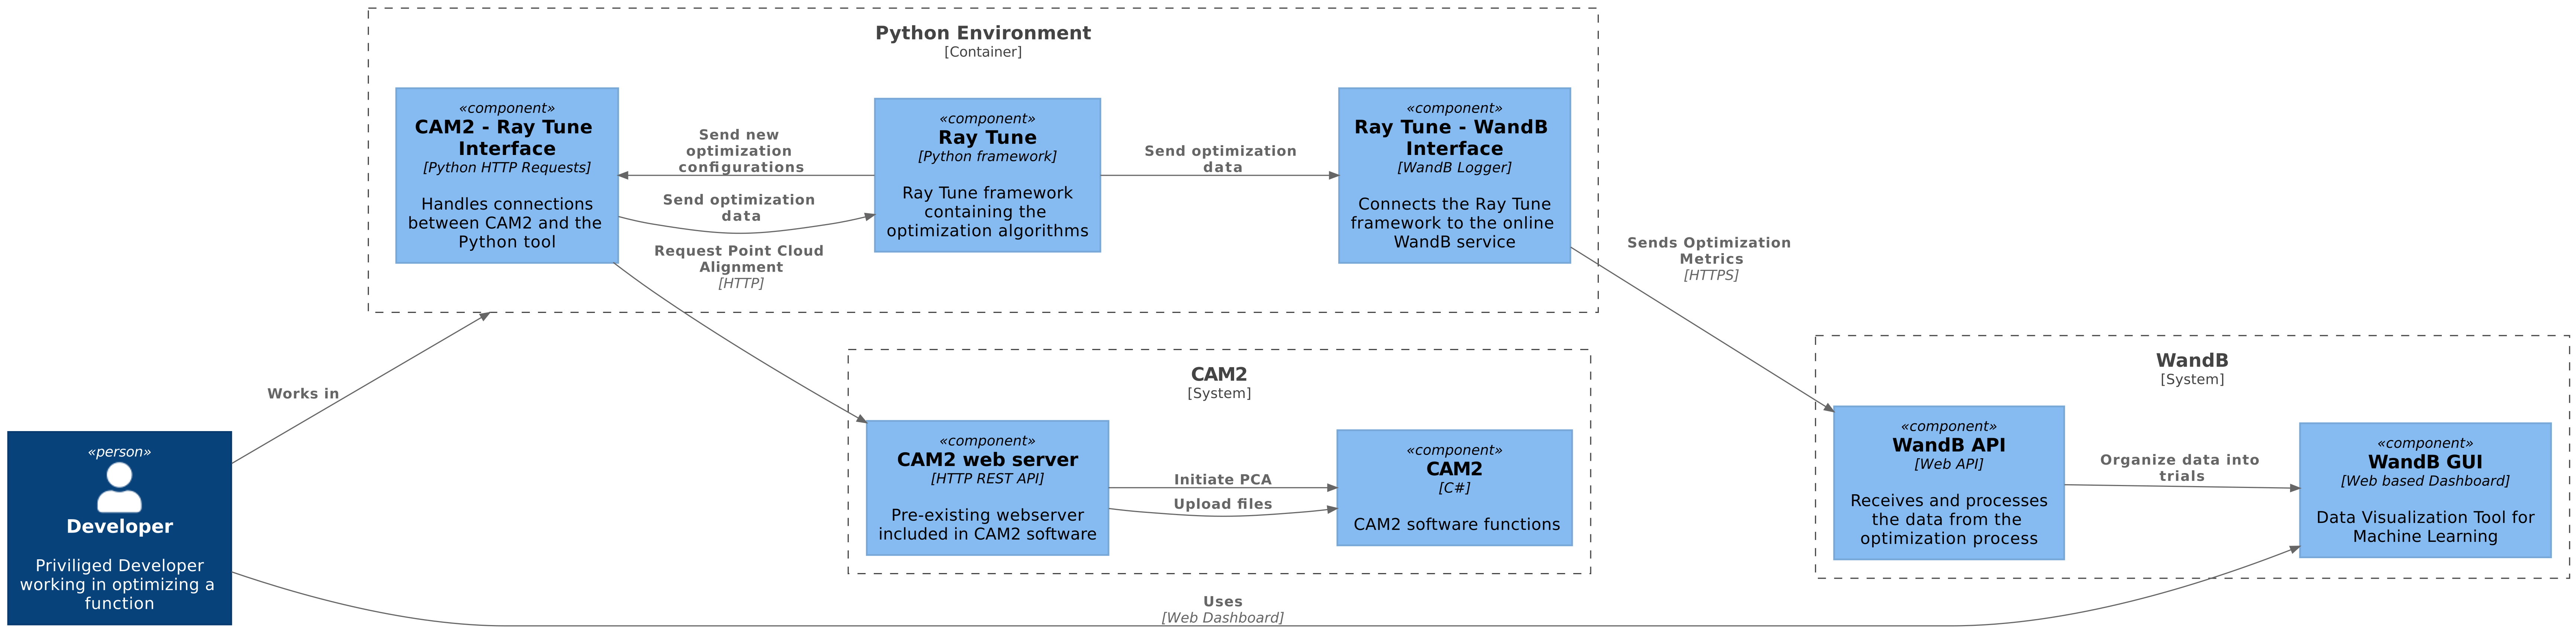 Python Environment
[Container]
«component»
CAM2 - Ray Tune
Interface
[Python HTTP Requests]
Handles connections
between CAM2 and the
Python tool
Send new
optimization
configurations
Send optimization
data
«component»
Ray Tune
[Python framework]
Ray Tune framework
containing the
optimization algorithms
Send optimization
data
«component»
Ray Tune - WandB
Interface
[WandB Logger]
Connects the Ray Tune
framework to the online
WandB service
Request Point Cloud
Alignment
[HTTP]
Sends Optimization
Metrics
[HTTPS]
Works in
«person»
Developer
Priviliged Developer
working in optimizing a
function
CAM2
[System]
«component»
CAM2 web server
[HTTP REST API]
Pre-existing webserver
included in CAM2 software
Initiate PCA
Upload files
«component»
CAM2
[C#]
CAM2 software functions
WandB
[System]
«component»
WandB API
[Web API]
Receives and processes
the data from the
optimization process
Organize data into
trials
«component»
WandB GUI
[Web based Dashboard]
Data Visualization Tool for
Machine Learning
Uses
[Web Dashboard]